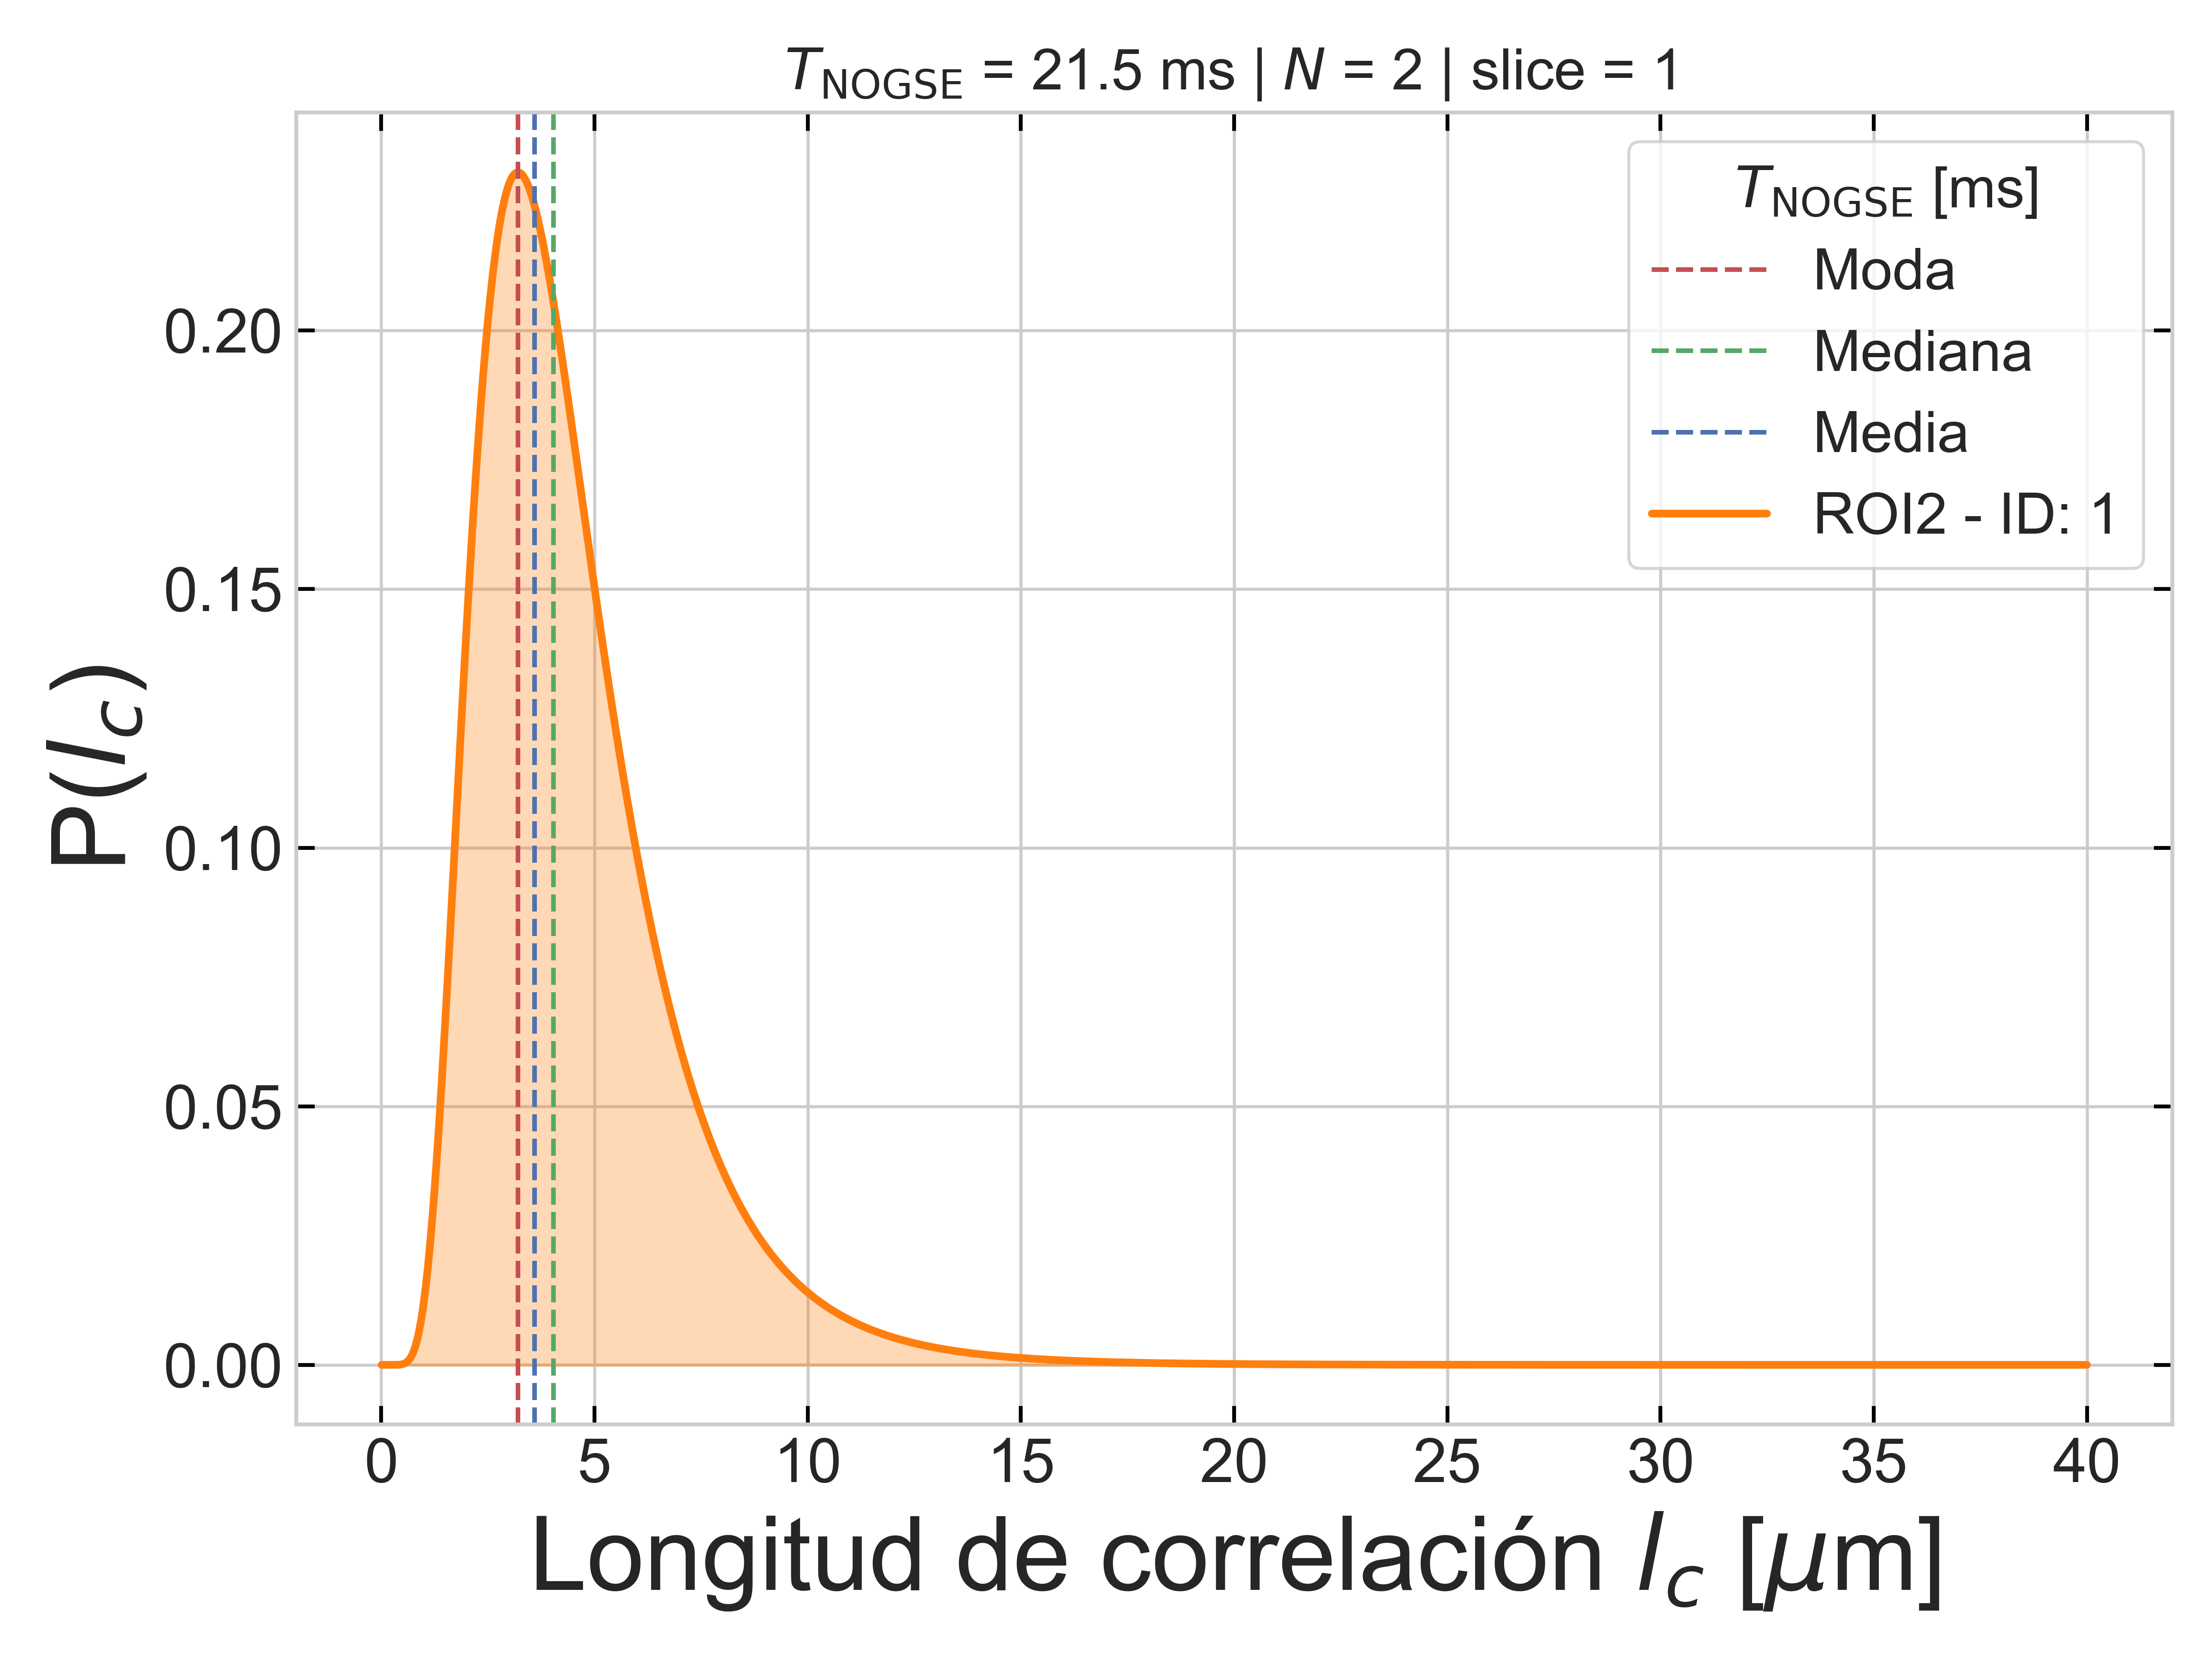 T_NOGSE = 21.5 ms | N = 2 | slice = 1
T_NOGSE [ms]
Moda
Mediana
Media
ROI2 - ID: 1
P(l_c)
0.20
0.15
0.10
0.05
0.00
0 5 10 15 20 25 30 35 40
Longitud de correlación l_c [μm]